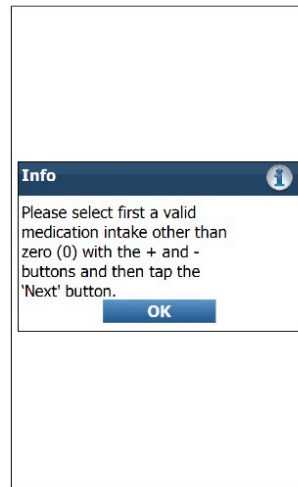 Info
Please select first a valid
medication intake other than
zero (0) with the + and -
buttons and then tap the
'Next' button.
OK